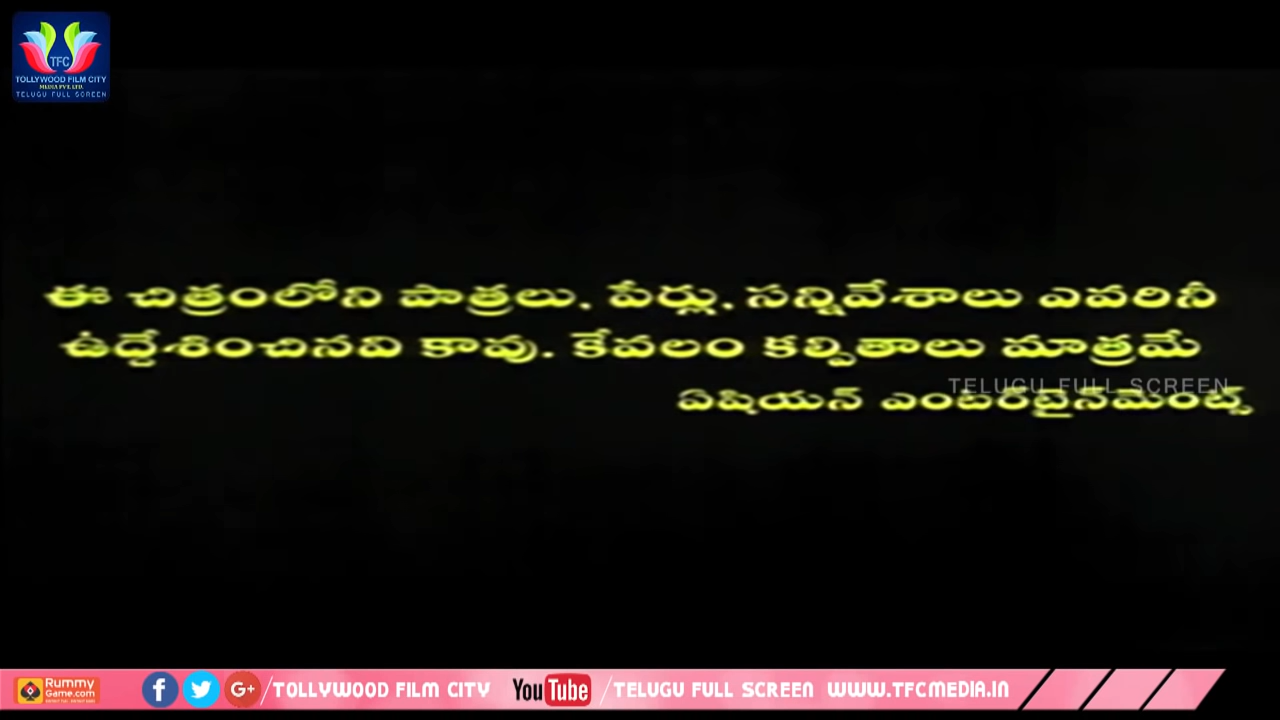 TFC
TOLLYWOOD FILM CITY
MEDIA PVT. LTD.
TELUGU FULL SCREEN
ఈ చిత్రంలోని పాత్రలు, పేర్లు, సన్నివేశాలు ఎవరినీ
ఉద్దేశించినవి కావు. కేవలం కల్పితాలు మాత్రమే
TELUGU FULL SCREEN
ఏషియన్ ఎంటర్‌టైన్‌మెంట్స్
Rummy
Game.com
f G+ /TOLLYWOOD FILM CITY YouTube /TELUGU FULL SCREEN WWW.TFCMEDIA.IN